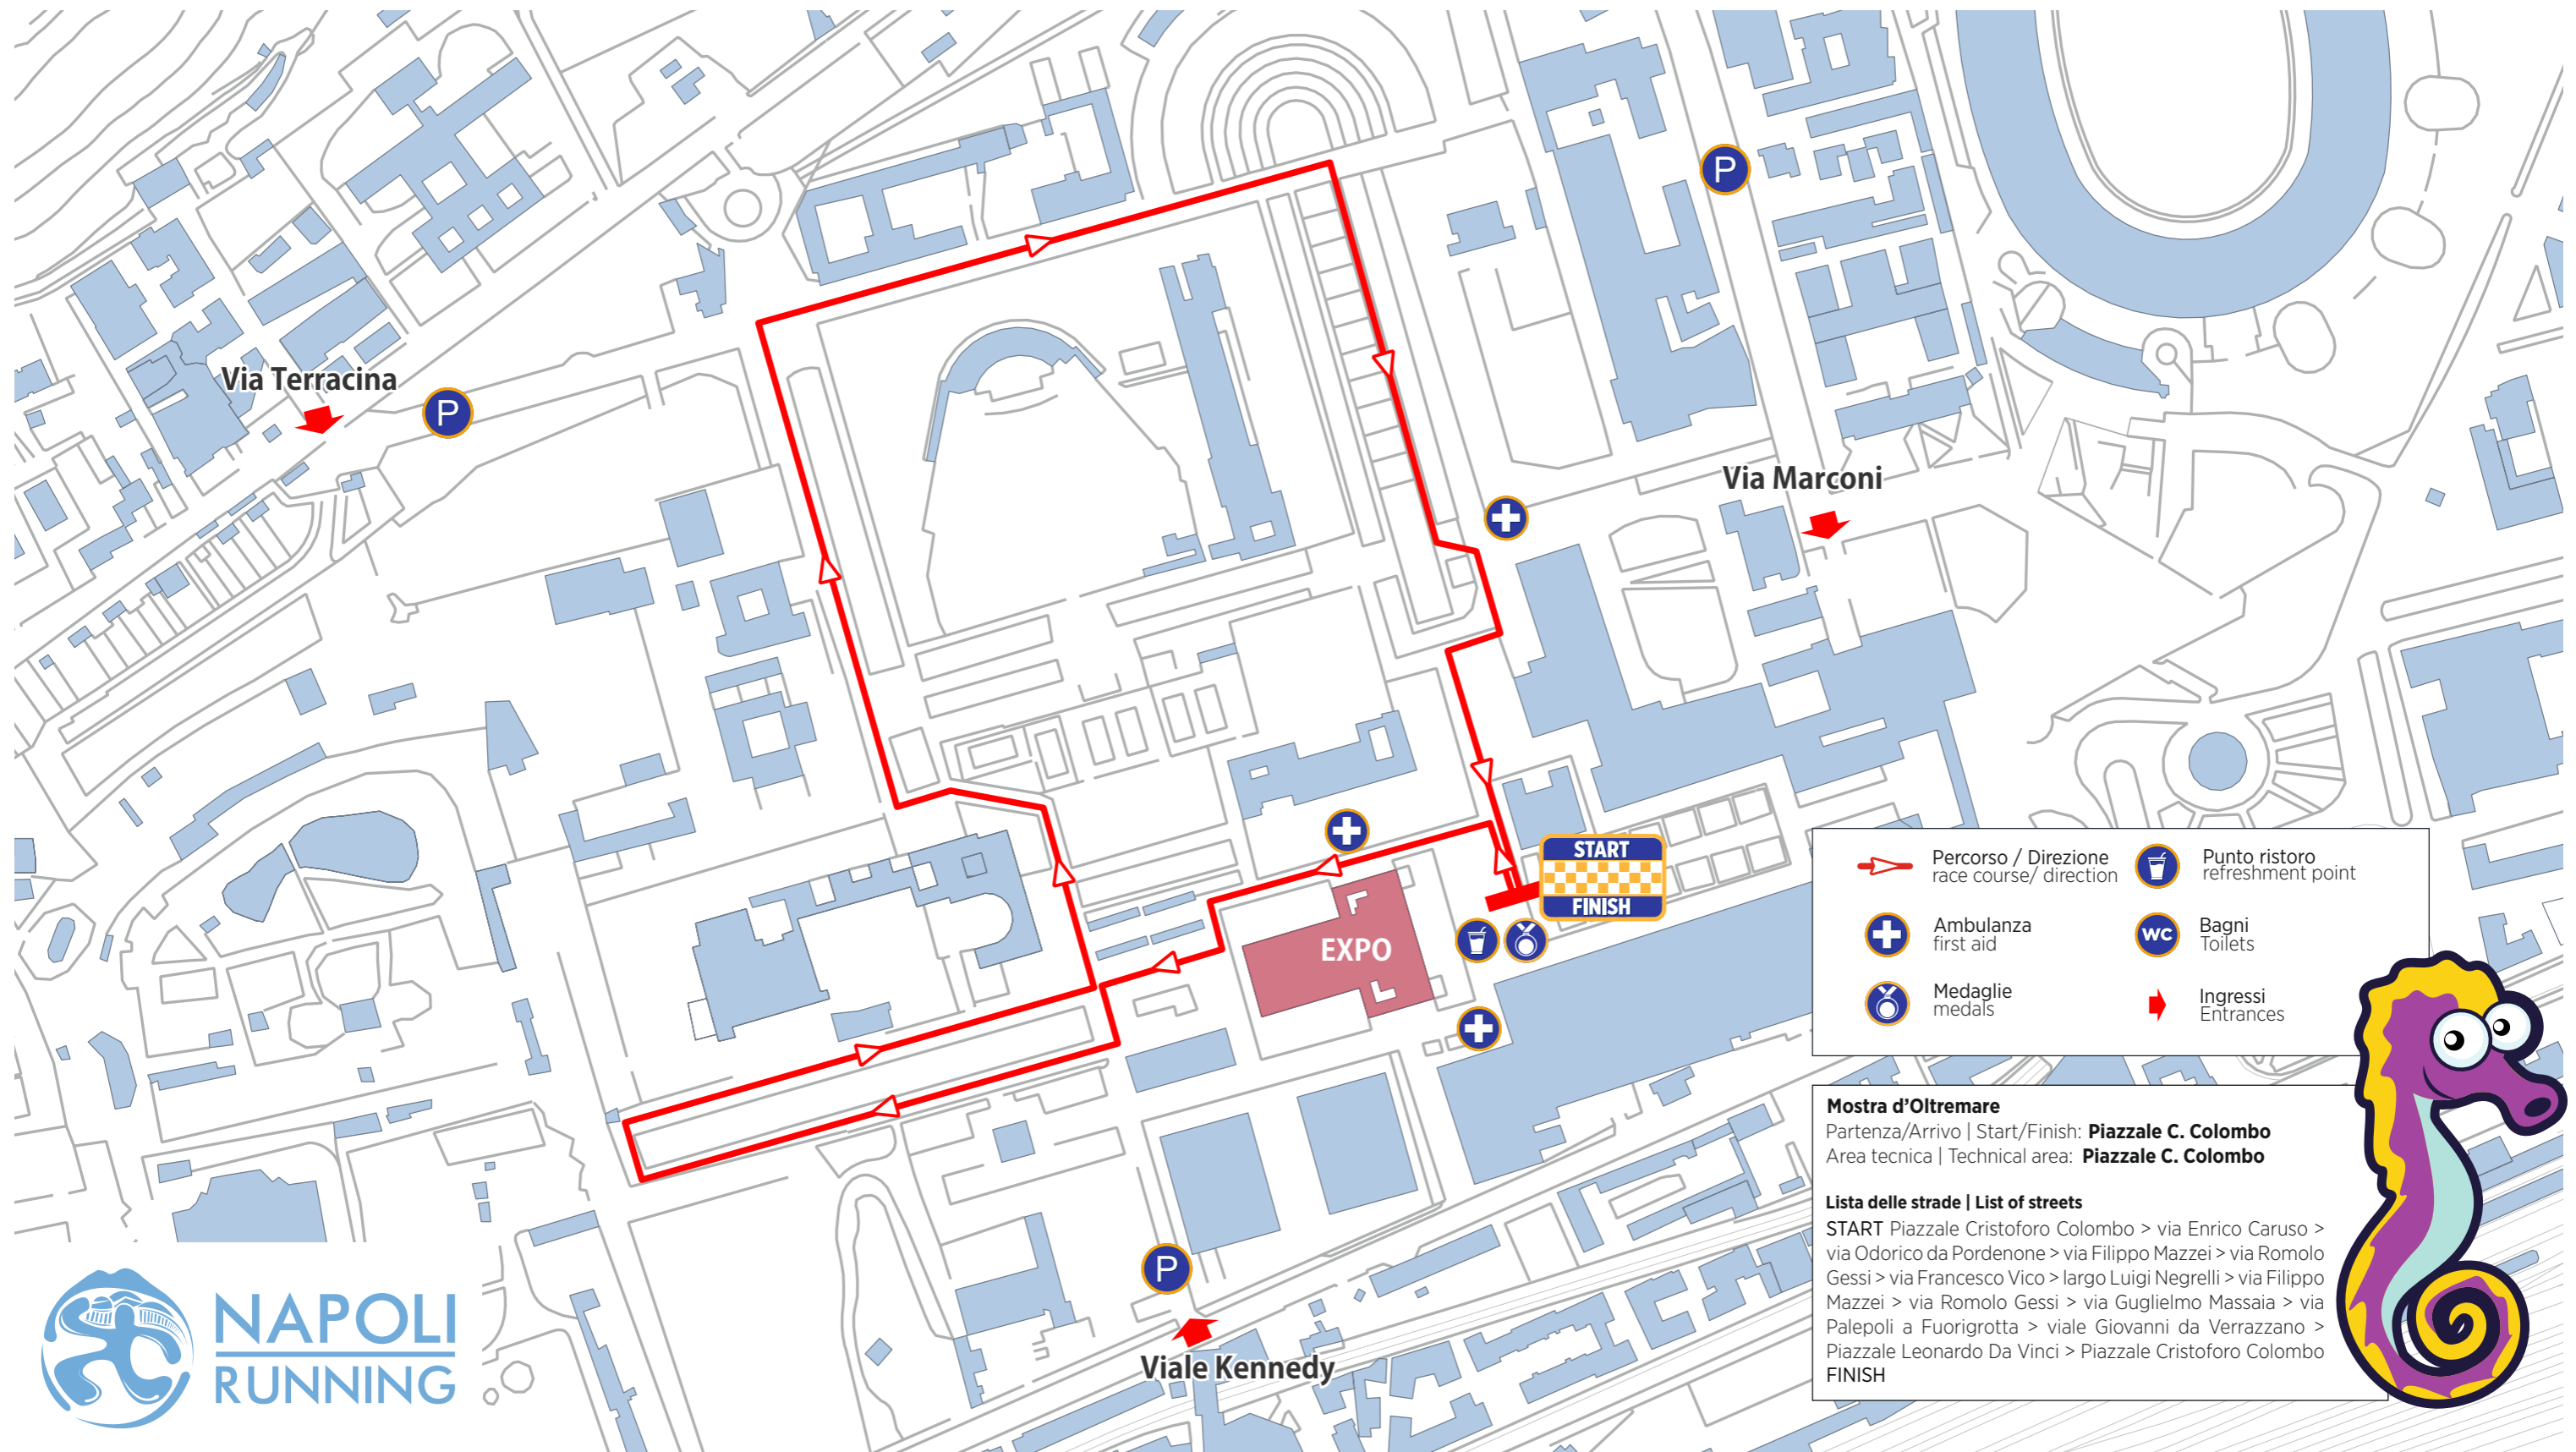 P
Via Terracina
P
Via Marconi
START
FINISH
EXPO
Percorso / Direzione
race course/ direction
Punto ristoro
refreshment point
Ambulanza
first aid
WC
Bagni
Toilets
Medaglie
medals
Ingressi
Entrances
Mostra d'Oltremare
Partenza/Arrivo | Start/Finish: Piazzale C. Colombo
Area tecnica | Technical area: Piazzale C. Colombo
Lista delle strade | List of streets
START Piazzale Cristoforo Colombo > via Enrico Caruso >
via Odorico da Pordenone > via Filippo Mazzei > via Romolo
Gessi > via Francesco Vico > largo Luigi Negrelli > via Filippo
Mazzei > via Romolo Gessi > via Guglielmo Massaia > via
Palepoli a Fuorigrotta > viale Giovanni da Verrazzano >
Piazzale Leonardo Da Vinci > Piazzale Cristoforo Colombo
FINISH
P
Viale Kennedy
NAPOLI
RUNNING